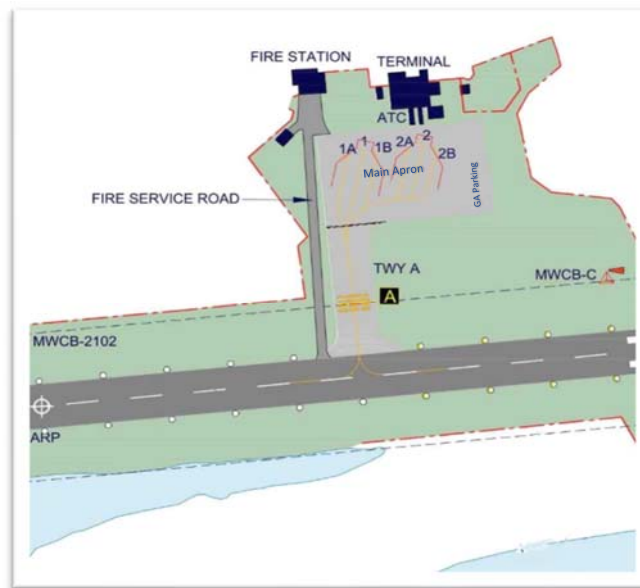 FIRE STATION
TERMINAL
ATC
1A
1
1B
2A
2
2B
Main Apron
GA Parking
FIRE SERVICE ROAD
TWY A
A
MWCB-C
MWCB-2102
ARP